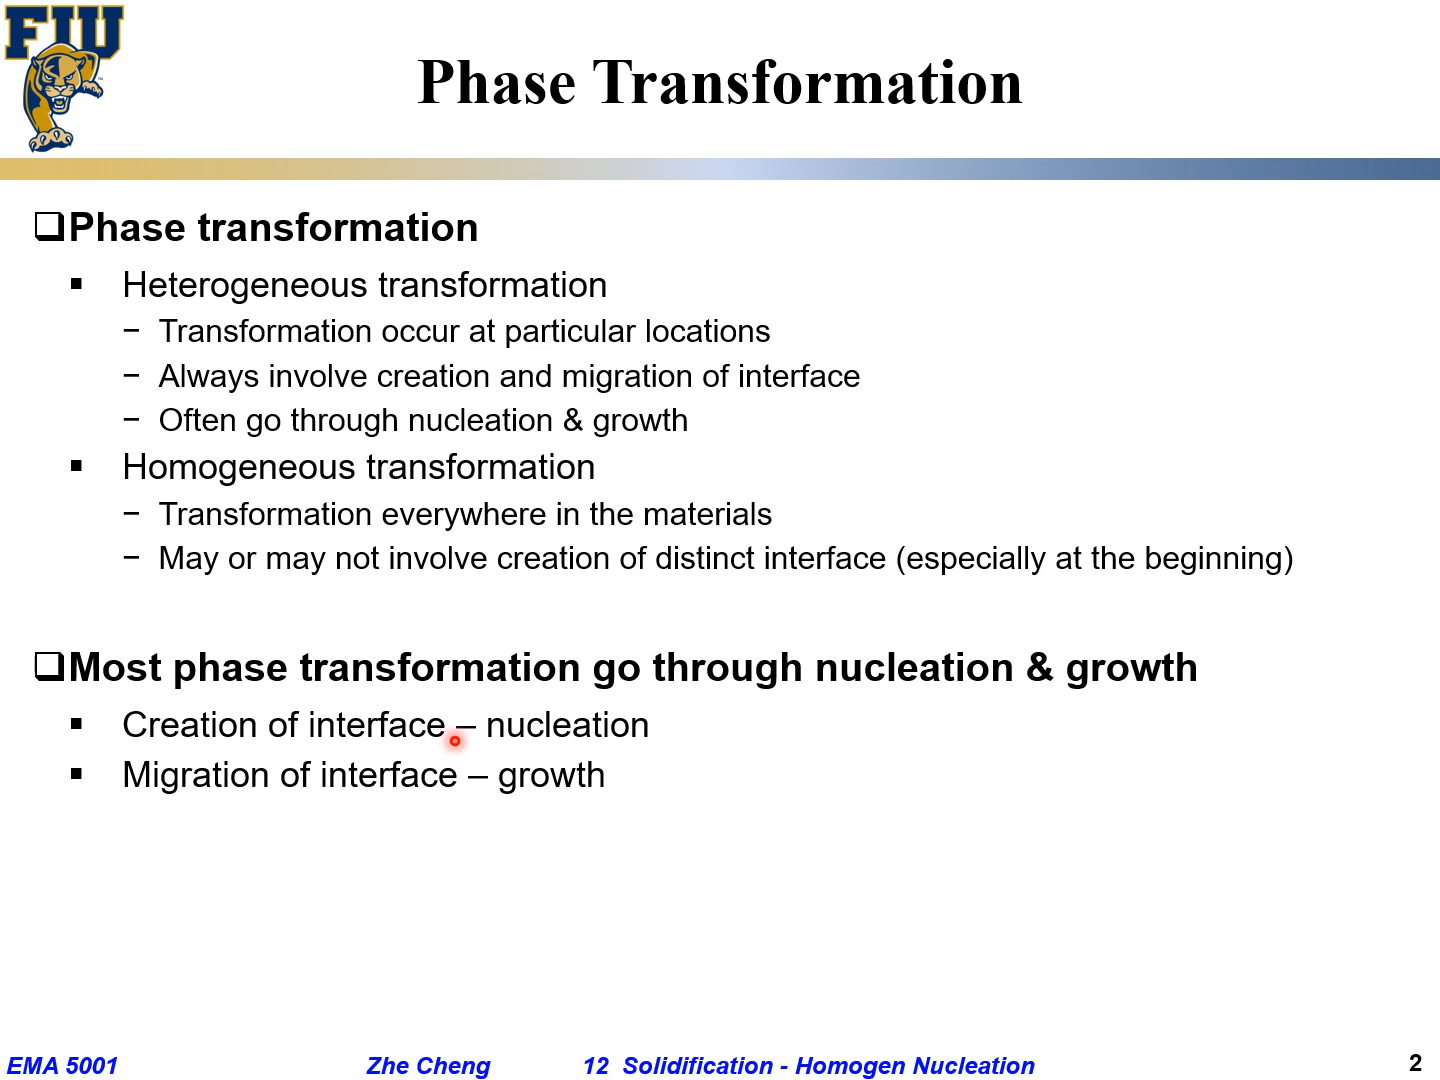 FIU
Phase Transformation
❑Phase transformation
▪ Heterogeneous transformation
− Transformation occur at particular locations
− Always involve creation and migration of interface
− Often go through nucleation & growth
▪ Homogeneous transformation
− Transformation everywhere in the materials
− May or may not involve creation of distinct interface (especially at the beginning)
❑Most phase transformation go through nucleation & growth
▪ Creation of interface – nucleation
▪ Migration of interface – growth
EMA 5001 Zhe Cheng 12 Solidification - Homogen Nucleation 2